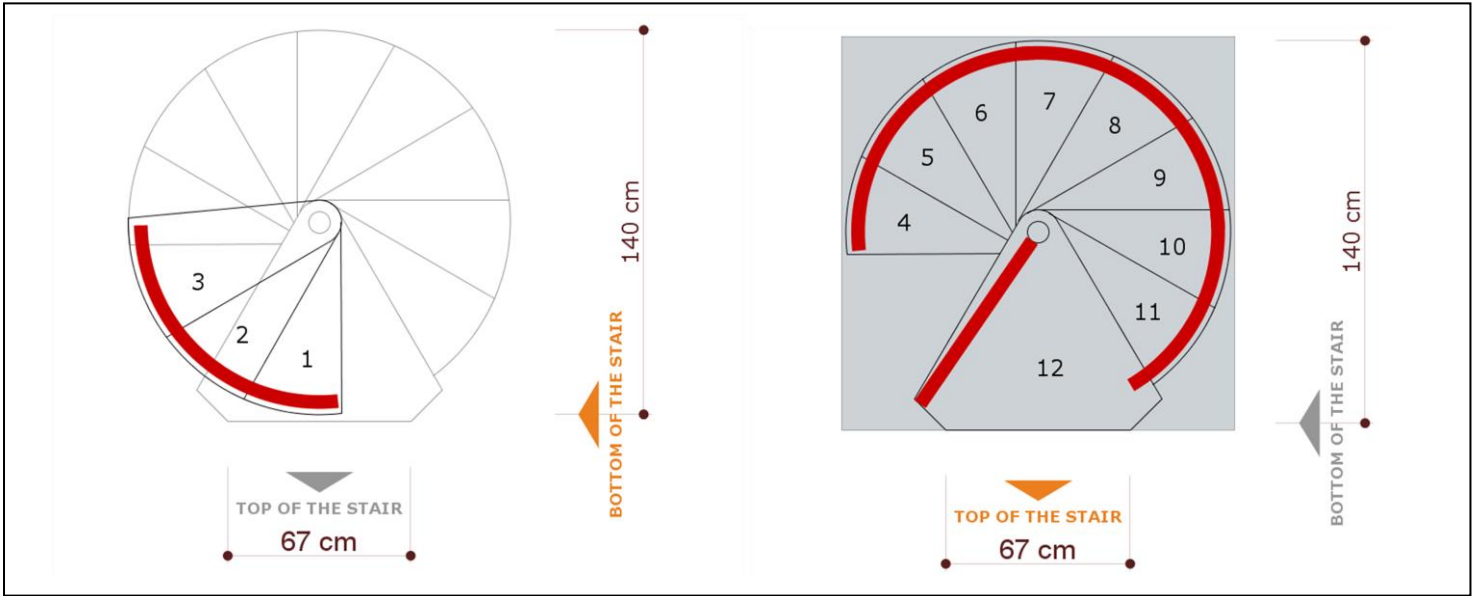 3
2
1
140 cm
BOTTOM OF THE STAIR
TOP OF THE STAIR
67 cm
7
6
8
5
9
4
10
11
12
140 cm
BOTTOM OF THE STAIR
TOP OF THE STAIR
67 cm